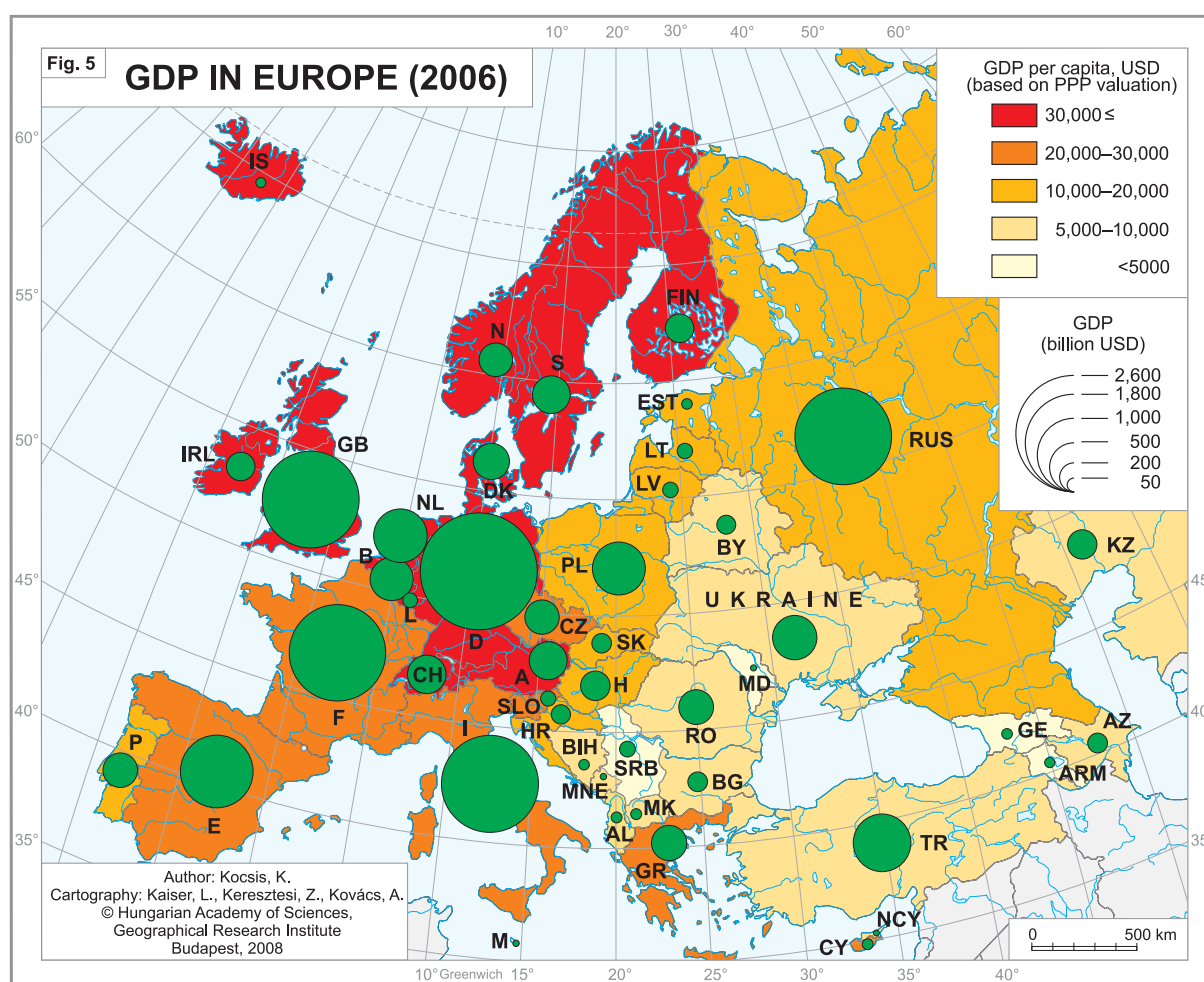 Fig. 5
GDP IN EUROPE (2006)
10°
20°
30°
40°
50°
60°
GDP per capita, USD
(based on PPP valuation)
30,000≤
20,000–30,000
10,000–20,000
5,000–10,000
<5000
GDP
(billion USD)
2,600
1,800
1,000
500
200
50
60°
55°
50°
45°
40°
35°
45
40
35
IS
FIN
N
S
EST
LT
LV
RUS
IRL
GB
DK
NL
B
L
D
PL
BY
KZ
UKRAINE
CZ
SK
CH
A
H
MD
SLO
HR
F
I
RO
BIH
SRB
MNE
BG
MK
AL
GR
P
E
GE
AZ
ARM
TR
NCY
CY
M
Author: Kocsis, K.
Cartography: Kaiser, L., Keresztesi, Z., Kovács, A.
© Hungarian Academy of Sciences,
Geographical Research Institute
Budapest, 2008
0 500 km
10° Greenwich 15° 20° 25° 30° 35° 40°